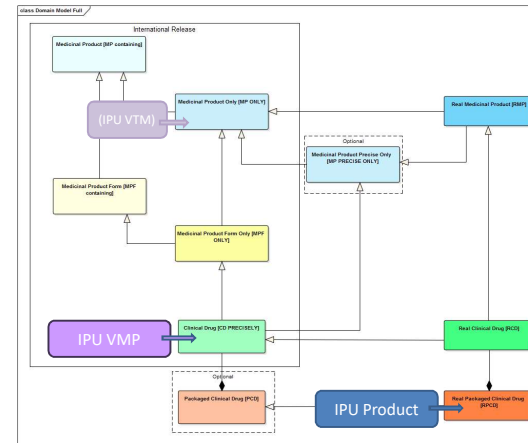 class Domain Model Full
International Release
Medicinal Product [MP containing]
(IPU VTM)
Medicinal Product Only [MP ONLY]
Real Medicinal Product [RMP]
Optional
Medicinal Product Precise Only
[MP PRECISE ONLY]
Medicinal Product Form [MPF
containing]
Medicinal Product Form Only [MPF
ONLY]
IPU VMP
Clinical Drug [CD PRECISELY]
Real Clinical Drug [RCD]
Optional
Packaged Clinical Drug [PCD]
IPU Product
Real Packaged Clinical Drug
[RPCD]